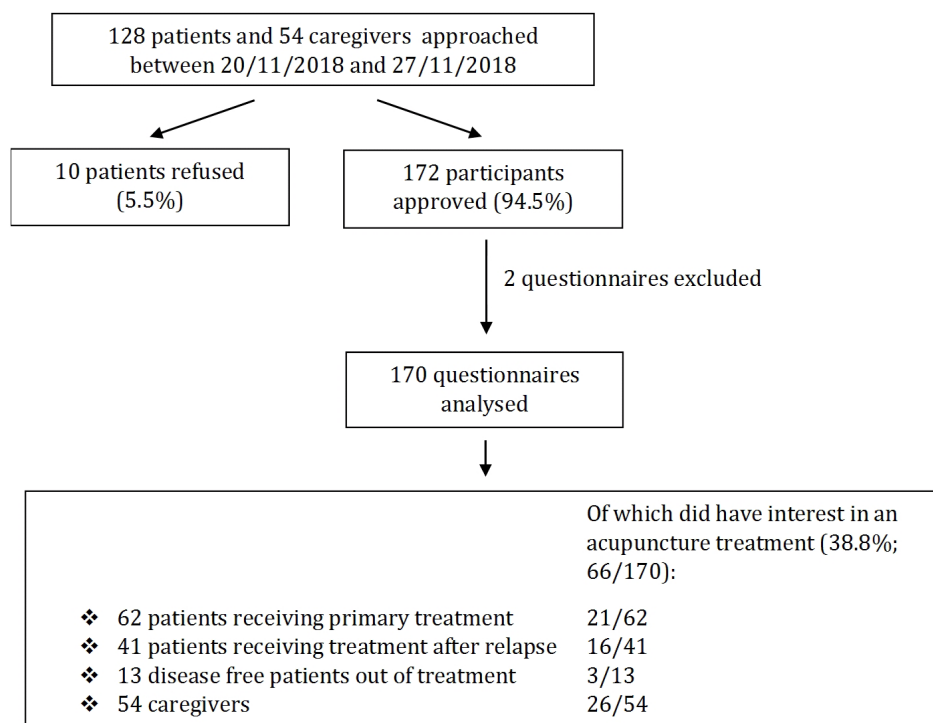 128 patients and 54 caregivers approached
between 20/11/2018 and 27/11/2018
10 patients refused
(5.5%)
172 participants
approved (94.5%)
2 questionnaires excluded
170 questionnaires
analysed
Of which did have interest in an
acupuncture treatment (38.8%;
66/170):
❖ 62 patients receiving primary treatment 21/62
❖ 41 patients receiving treatment after relapse 16/41
❖ 13 disease free patients out of treatment 3/13
❖ 54 caregivers 26/54